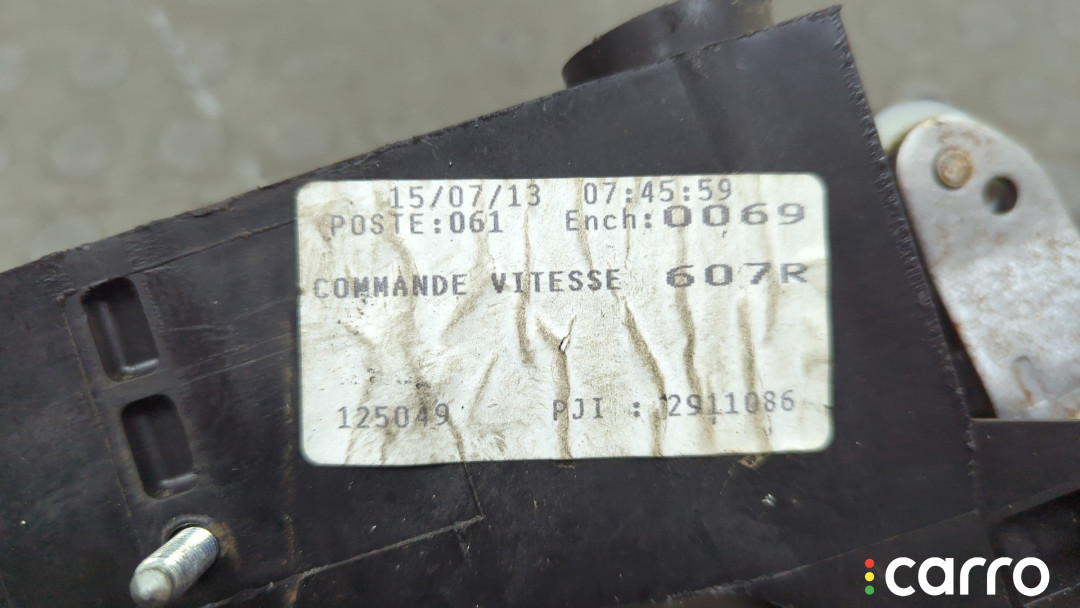 15/07/13 07:45:59
POSTE:061 Ench:0069
COMMANDE VITESSE 607R
125049 PJI : 2911086
carro